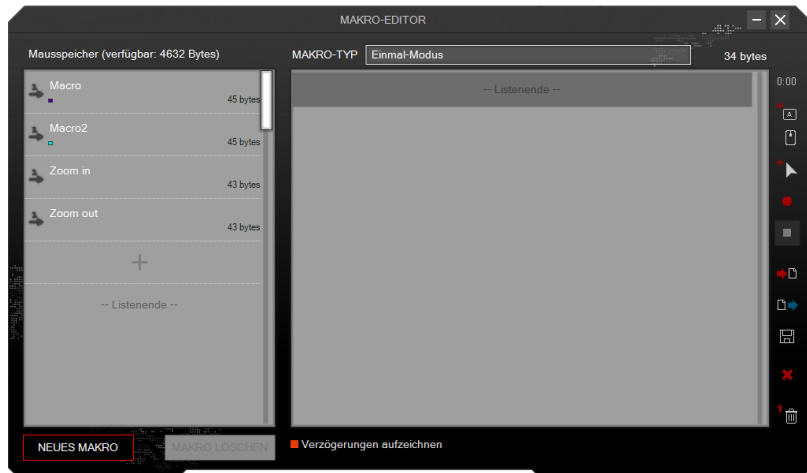 MAKRO-EDITOR
Mausspeicher (verfügbar: 4632 Bytes)
MAKRO-TYP
Einmal-Modus
34 bytes
Macro
45 bytes
Macro2
45 bytes
Zoom in
43 bytes
Zoom out
43 bytes
-- Listenende --
-- Listenende --
0:00
A
1
NEUES MAKRO
MAKRO LÖSCHEN
Verzögerungen aufzeichnen